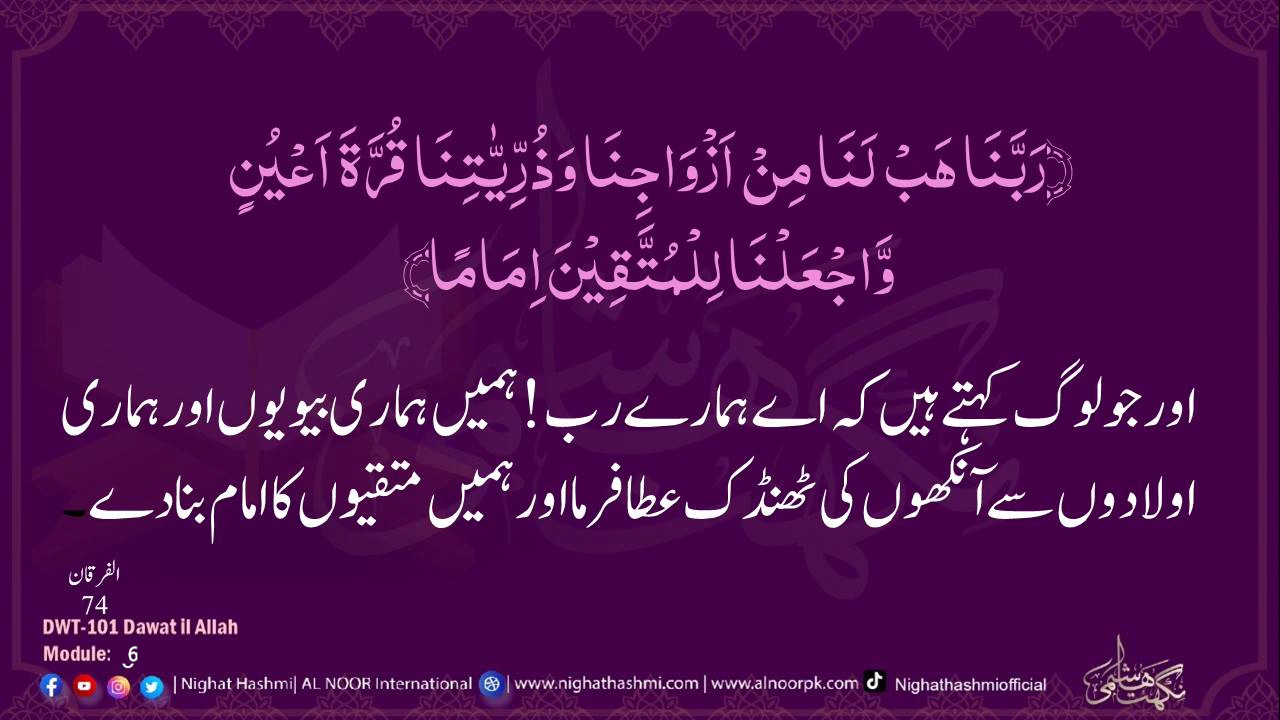 ﴿رَبَّنَا هَبْ لَنَا مِنْ اَزْوَاجِنَا وَذُرِّيّٰتِنَا قُرَّةَ اَعْيُنٍ
وَّاجْعَلْنَا لِلْمُتَّقِيْنَ اِمَامًا﴾
اور جو لوگ کہتے ہیں کہ اے ہمارے رب! ہمیں ہماری بیویوں اور ہماری
اولادوں سے آنکھوں کی ٹھنڈک عطا فرما اور ہمیں متقیوں کا امام بنا دے۔
الفرقان
74
DWT-101 Dawat il Allah
Module: 6
| Nighat Hashmi| AL NOOR International | www.nighathashmi.com | www.alnoorpk.com Nighathashmiofficial
نگہت ہاشمی